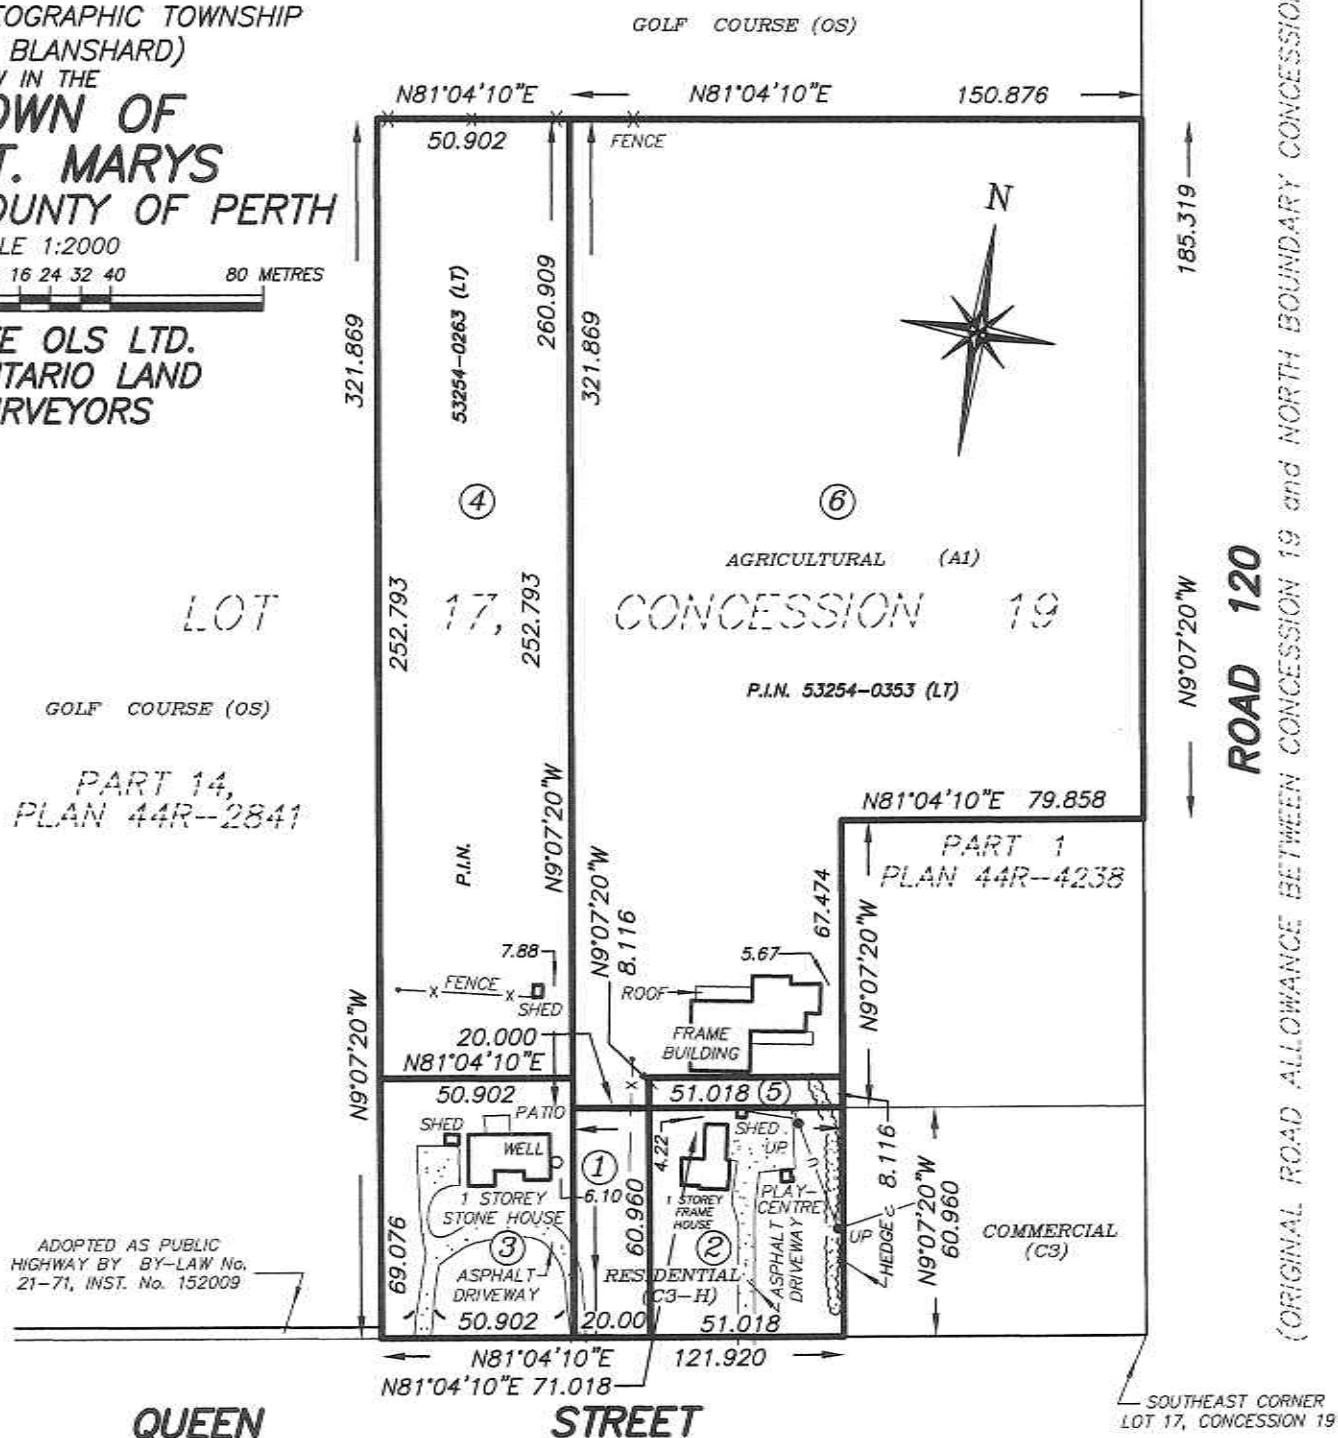 GOLF COURSE (OS)
BLANSHARD)
IN THE
OF
MARYS
OF PERTH
1:2000
16 24 32 40 80 METRES
OLS LTD.
LAND
N81°04'10"E
N81°04'10"E 150.876
50.902
FENCE
N
321.869
53254-0263 (LT)
260.909
321.869
185.319
4
6
AGRICULTURAL (A1)
LOT 17, CONCESSION 19
252.793
252.793
P.I.N. 53254-0353 (LT)
N9°07'20"W
ROAD 120
(ORIGINAL ROAD ALLOWANCE BETWEEN CONCESSION 19 and NORTH BOUNDARY CONCESSION
GOLF COURSE (OS)
PART 14,
PLAN 44R-2841
N81°04'10"E 79.858
PART 1
PLAN 44R-4238
P.I.N.
N9°07'20"W
N9°07'20"W
8.116
67.474
N9°07'20"W
7.88
5.67
FENCE
SHED
ROOF
FRAME
BUILDING
N9°07'20"W
20.000
N81°04'10"E
50.902
51.018
5
PATIO
SHED
WELL
1
4.22
SHED
UP
8.116
6.10
1 STOREY
STONE HOUSE
1 STOREY
FRAME
HOUSE
PLAY-
CENTRE
60.960
69.076
3
2
ASPHALT
DRIVEWAY
RESIDENTIAL
(C3-H)
ASPHALT
DRIVEWAY
UP
HEDGE
N9°07'20"W
60.960
COMMERCIAL
(C3)
ADOPTED AS PUBLIC
HIGHWAY BY BY-LAW No.
21-71, INST. No. 152009
50.902
20.00
51.018
N81°04'10"E 121.920
N81°04'10"E 71.018
QUEEN STREET
SOUTHEAST CORNER
LOT 17, CONCESSION 19